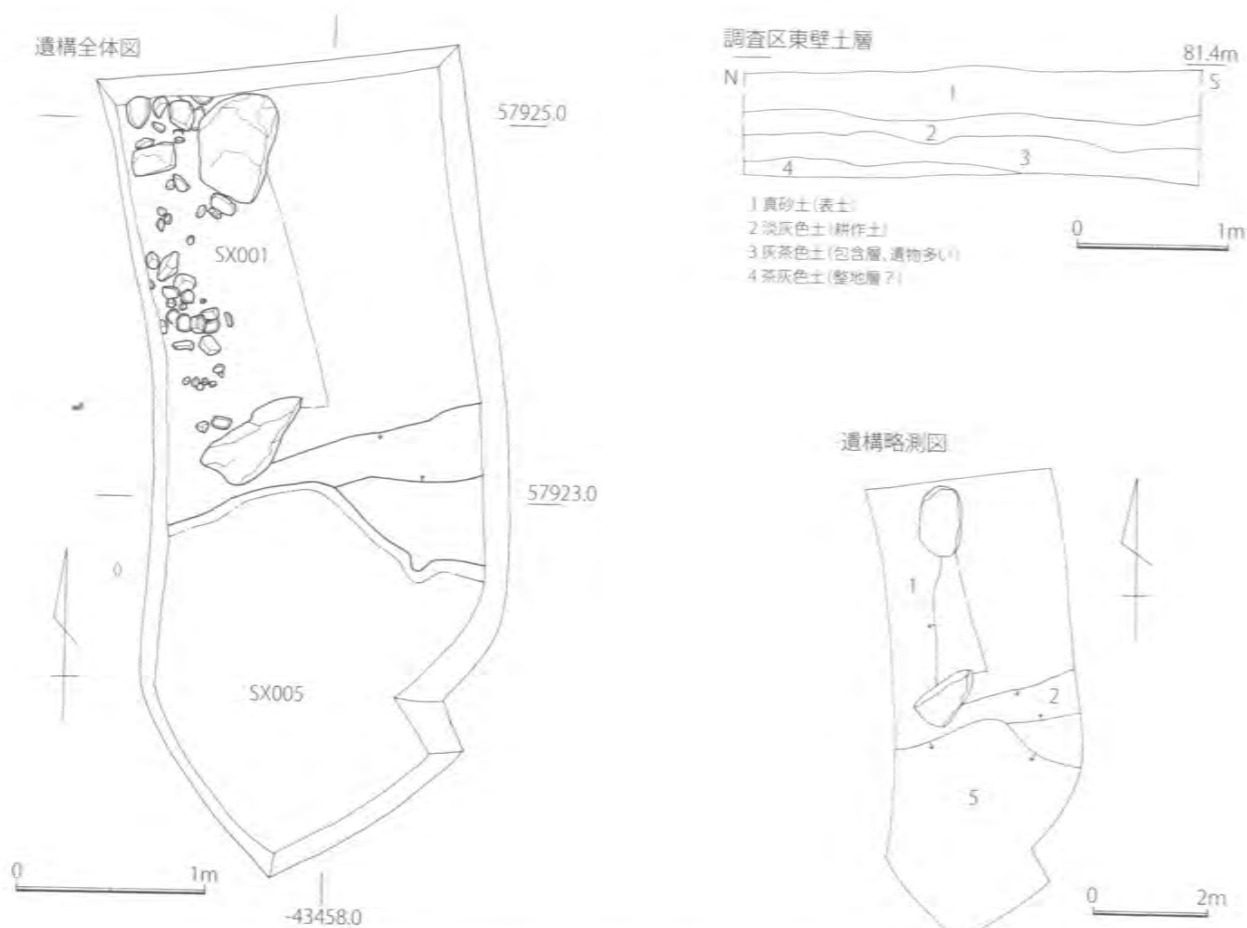 遺構全体図
57925.0
SX001
57923.0
SX005
0 1m
-43458.0
調査区東壁土層
81.4m
N S
1
2
3
4
1 真砂土(表土)
2 淡灰色土(耕作土)
3 灰茶色土(包含層、遺物多い)
4 茶灰色土(整地層?)
0 1m
遺構略測図
1
2
5
0 2m